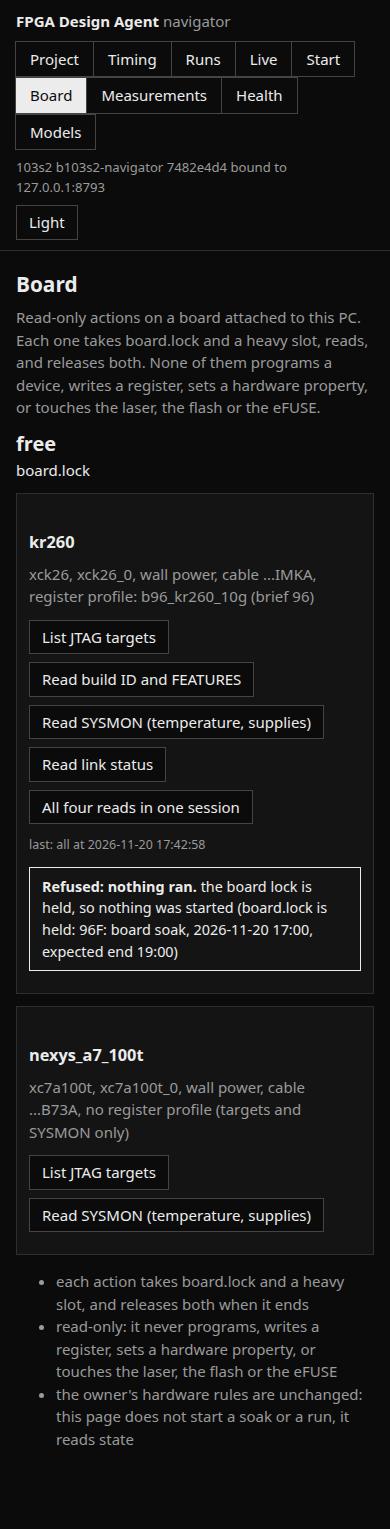 FPGA Design Agent navigator
Project Timing Runs Live Start
Board Measurements Health
Models
103s2 b103s2-navigator 7482e4d4 bound to
127.0.0.1:8793
Light
Board
Read-only actions on a board attached to this PC.
Each one takes board.lock and a heavy slot, reads,
and releases both. None of them programs a
device, writes a register, sets a hardware property,
or touches the laser, the flash or the eFUSE.
free
board.lock
kr260
xck26, xck26_0, wall power, cable ...IMKA,
register profile: b96_kr260_10g (brief 96)
List JTAG targets
Read build ID and FEATURES
Read SYSMON (temperature, supplies)
Read link status
All four reads in one session
last: all at 2026-11-20 17:42:58
Refused: nothing ran. the board lock is
held, so nothing was started (board.lock is
held: 96F: board soak, 2026-11-20 17:00,
expected end 19:00)
nexys_a7_100t
xc7a100t, xc7a100t_0, wall power, cable
...B73A, no register profile (targets and
SYSMON only)
List JTAG targets
Read SYSMON (temperature, supplies)
• each action takes board.lock and a heavy
slot, and releases both when it ends
• read-only: it never programs, writes a
register, sets a hardware property, or
touches the laser, the flash or the eFUSE
• the owner's hardware rules are unchanged:
this page does not start a soak or a run, it
reads state